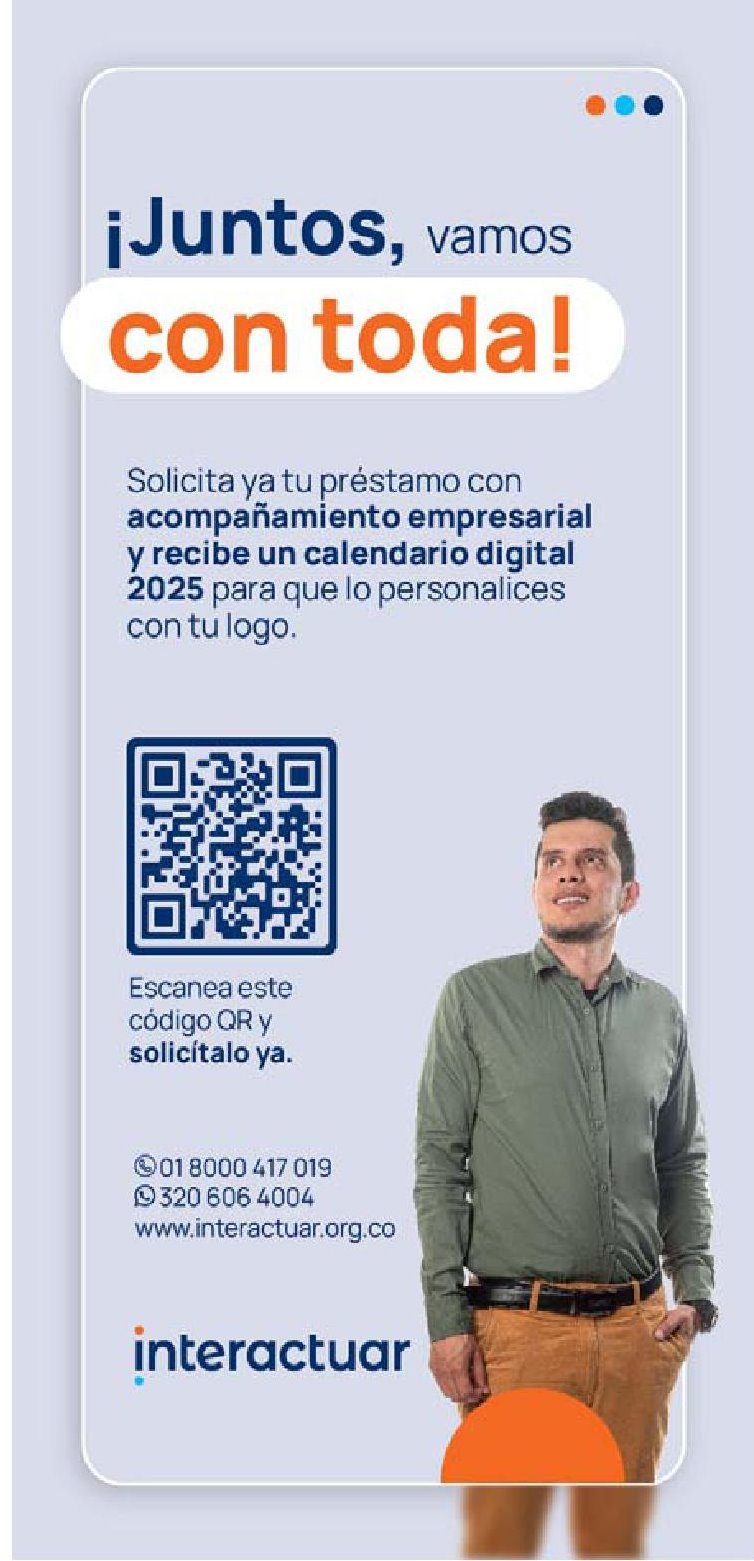 ¡Juntos, vamos
con toda!
Solicita ya tu préstamo con
acompañamiento empresarial
y recibe un calendario digital
2025 para que lo personalices
con tu logo.
Escanea este
código QR y
solicítalo ya.
01 8000 417 019
320 606 4004
www.interactuar.org.co
interactuar